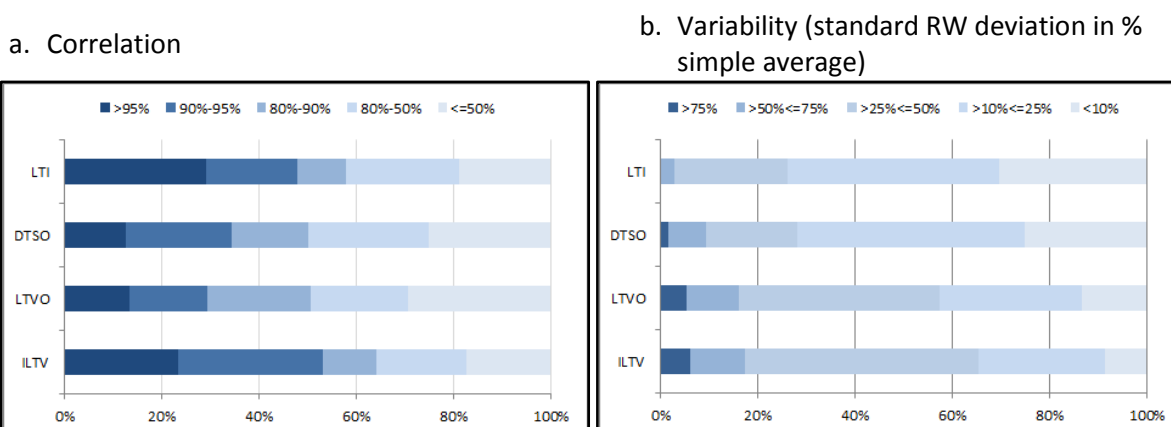 a. Correlation
b. Variability (standard RW deviation in %
simple average)
>95% 90%-95% 80%-90% 80%-50% <=50%
LTI
DTSO
LTVO
ILTV
0% 20% 40% 60% 80% 100%
>75% >50%<=75% >25%<=50% >10%<=25% <10%
LTI
DTSO
LTVO
ILTV
0% 20% 40% 60% 80% 100%